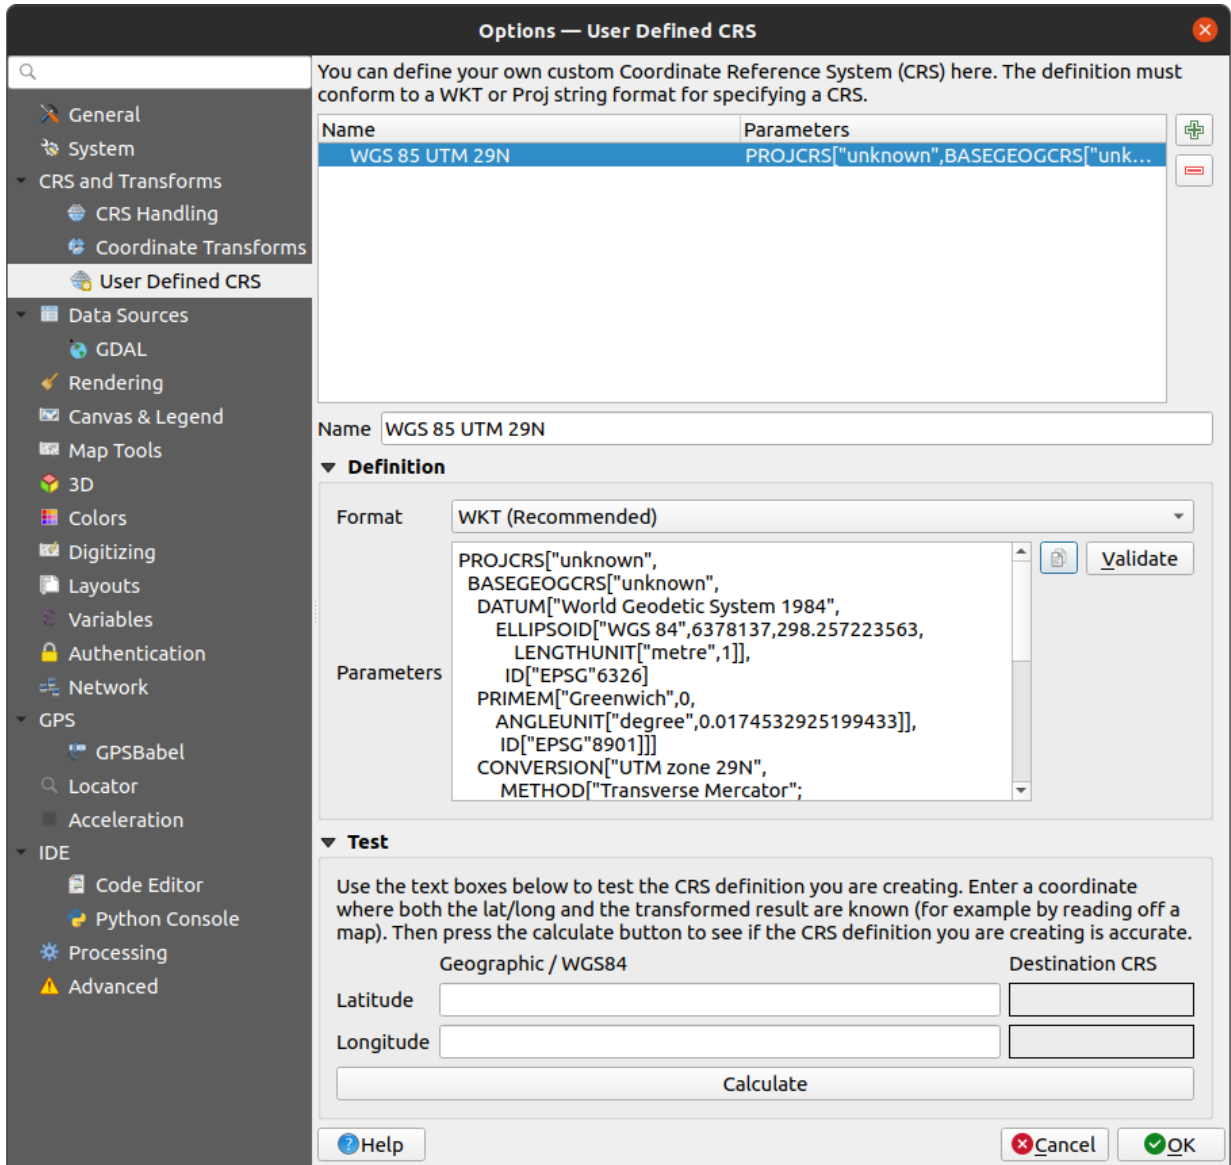 Options — User Defined CRS
General
System
CRS and Transforms
CRS Handling
Coordinate Transforms
User Defined CRS
Data Sources
GDAL
Rendering
Canvas & Legend
Map Tools
3D
Colors
Digitizing
Layouts
Variables
Authentication
Network
GPS
GPSBabel
Locator
Acceleration
IDE
Code Editor
Python Console
Processing
Advanced
You can define your own custom Coordinate Reference System (CRS) here. The definition must
conform to a WKT or Proj string format for specifying a CRS.
Name Parameters
WGS 85 UTM 29N PROJCRS["unknown",BASEGEOGCRS["unk...
Name WGS 85 UTM 29N
Definition
Format WKT (Recommended)
Parameters
PROJCRS["unknown",
BASEGEOGCRS["unknown",
DATUM["World Geodetic System 1984",
ELLIPSOID["WGS 84",6378137,298.257223563,
LENGTHUNIT["metre",1]],
ID["EPSG"6326]
PRIMEM["Greenwich",0,
ANGLEUNIT["degree",0.0174532925199433]],
ID["EPSG"8901]]]
CONVERSION["UTM zone 29N",
METHOD["Transverse Mercator";
Validate
Test
Use the text boxes below to test the CRS definition you are creating. Enter a coordinate
where both the lat/long and the transformed result are known (for example by reading off a
map). Then press the calculate button to see if the CRS definition you are creating is accurate.
Geographic / WGS84 Destination CRS
Latitude
Longitude
Calculate
Help Cancel OK